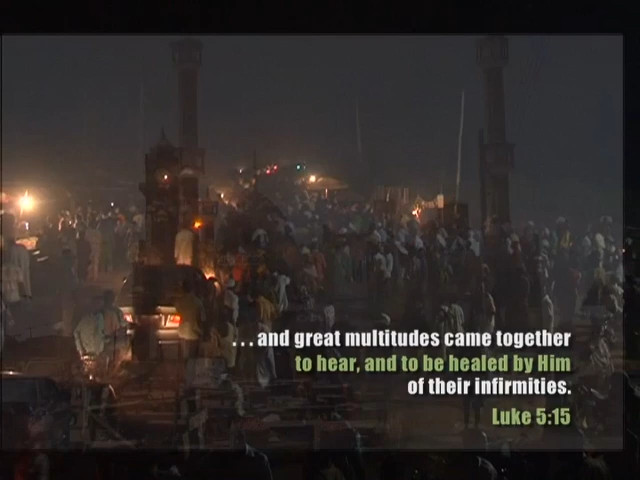 . . . and great multitudes came together
to hear, and to be healed by Him
of their infirmities.
Luke 5:15